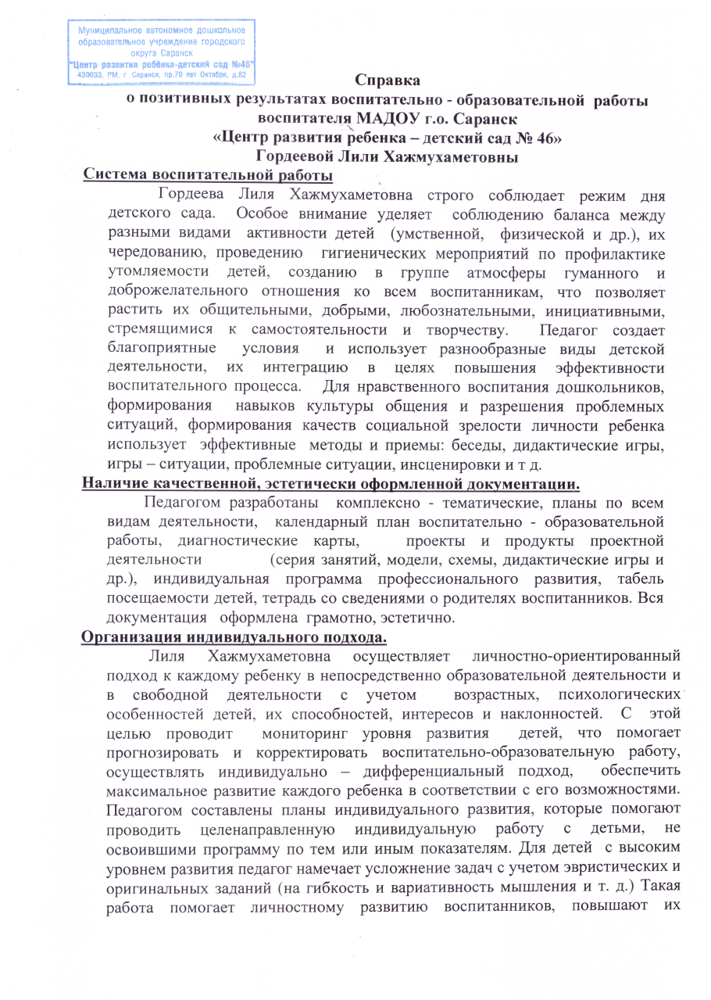 Муниципальное автономное дошкольное
образовательное учреждение городского
округа Саранск
"Центр развития ребёнка-детский сад №46"
430033, РМ, г Саранск, пр.70 лет Октября, д.82
Справка
о позитивных результатах воспитательно - образовательной работы
воспитателя МАДОУ г.о. Саранск
«Центр развития ребенка – детский сад № 46»
Гордеевой Лили Хажмухаметовны
Система воспитательной работы
Гордеева Лиля Хажмухаметовна строго соблюдает режим дня
детского сада. Особое внимание уделяет соблюдению баланса между
разными видами активности детей (умственной, физической и др.), их
чередованию, проведению гигиенических мероприятий по профилактике
утомляемости детей, созданию в группе атмосферы гуманного и
доброжелательного отношения ко всем воспитанникам, что позволяет
растить их общительными, добрыми, любознательными, инициативными,
стремящимися к самостоятельности и творчеству. Педагог создает
благоприятные условия и использует разнообразные виды детской
деятельности, их интеграцию в целях повышения эффективности
воспитательного процесса. Для нравственного воспитания дошкольников,
формирования навыков культуры общения и разрешения проблемных
ситуаций, формирования качеств социальной зрелости личности ребенка
использует эффективные методы и приемы: беседы, дидактические игры,
игры – ситуации, проблемные ситуации, инсценировки и т д.
Наличие качественной, эстетически оформленной документации.
Педагогом разработаны комплексно - тематические, планы по всем
видам деятельности, календарный план воспитательно - образовательной
работы, диагностические карты, проекты и продукты проектной
деятельности (серия занятий, модели, схемы, дидактические игры и
др.), индивидуальная программа профессионального развития, табель
посещаемости детей, тетрадь со сведениями о родителях воспитанников. Вся
документация оформлена грамотно, эстетично.
Организация индивидуального подхода.
Лиля Хажмухаметовна осуществляет личностно-ориентированный
подход к каждому ребенку в непосредственно образовательной деятельности и
в свободной деятельности с учетом возрастных, психологических
особенностей детей, их способностей, интересов и наклонностей. С этой
целью проводит мониторинг уровня развития детей, что помогает
прогнозировать и корректировать воспитательно-образовательную работу,
осуществлять индивидуально – дифференциальный подход, обеспечить
максимальное развитие каждого ребенка в соответствии с его возможностями.
Педагогом составлены планы индивидуального развития, которые помогают
проводить целенаправленную индивидуальную работу с детьми, не
освоившими программу по тем или иным показателям. Для детей с высоким
уровнем развития педагог намечает усложнение задач с учетом эвристических и
оригинальных заданий (на гибкость и вариативность мышления и т. д.) Такая
работа помогает личностному развитию воспитанников, повышают их